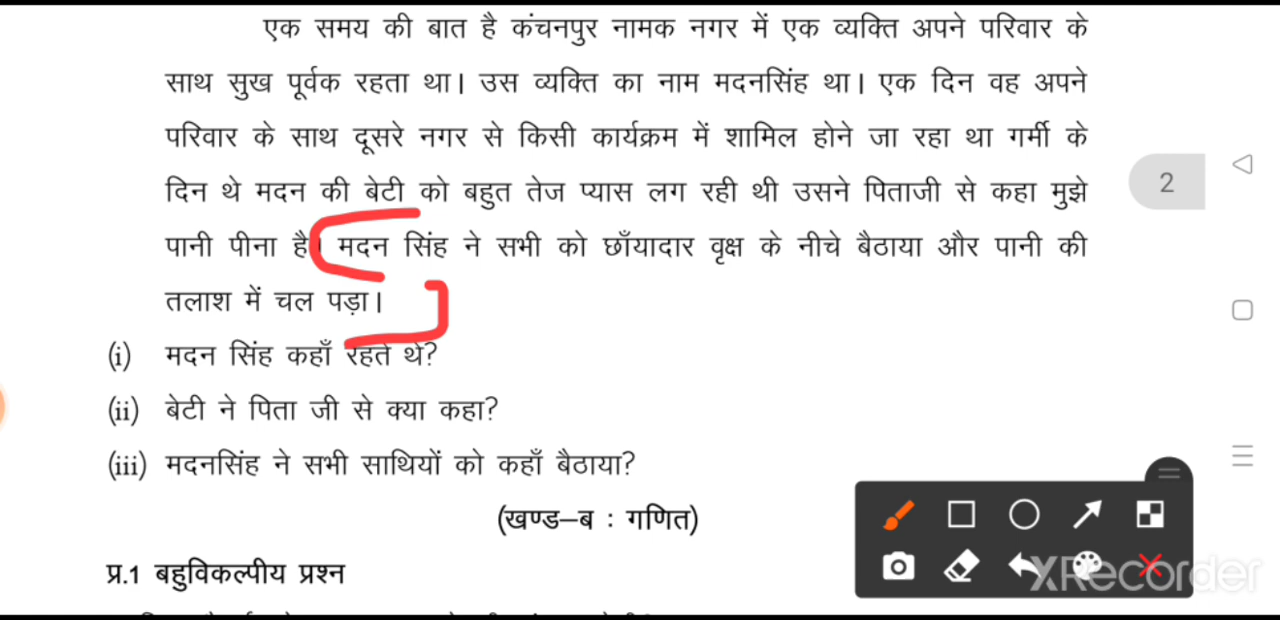 एक समय की बात है कंचनपुर नामक नगर में एक व्यक्ति अपने परिवार के
साथ सुख पूर्वक रहता था। उस व्यक्ति का नाम मदनसिंह था। एक दिन वह अपने
परिवार के साथ दूसरे नगर से किसी कार्यक्रम में शामिल होने जा रहा था गर्मी के
दिन थे मदन की बेटी को बहुत तेज प्यास लग रही थी उसने पिताजी से कहा मुझे
पानी पीना है। मदन सिंह ने सभी को छाँयादार वृक्ष के नीचे बैठाया और पानी की
तलाश में चल पड़ा।
2
(i) मदन सिंह कहाँ रहते थे?
(ii) बेटी ने पिता जी से क्या कहा?
(iii) मदनसिंह ने सभी साथियों को कहाँ बैठाया?
(खण्ड–ब : गणित)
प्र.1 बहुविकल्पीय प्रश्न
XRecorder